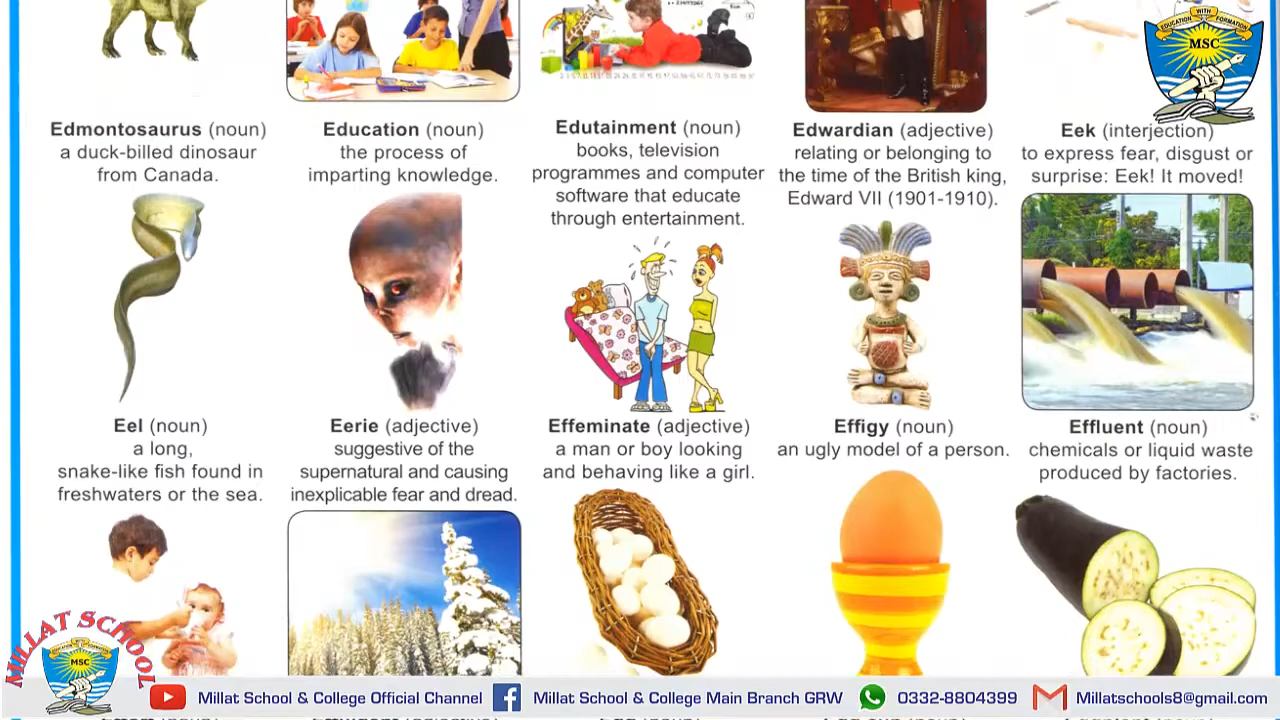 Edmontosaurus (noun)
a duck-billed dinosaur
from Canada.
Education (noun)
the process of
imparting knowledge.
Edutainment (noun)
books, television
programmes and computer
software that educate
through entertainment.
Edwardian (adjective)
relating or belonging to
the time of the British king,
Edward VII (1901-1910).
Eek (interjection)
to express fear, disgust or
surprise: Eek! It moved!
EDUCATION WITH FORMATION
MSC
Eel (noun)
a long,
snake-like fish found in
freshwaters or the sea.
Eerie (adjective)
suggestive of the
supernatural and causing
inexplicable fear and dread.
Effeminate (adjective)
a man or boy looking
and behaving like a girl.
Effigy (noun)
an ugly model of a person.
Effluent (noun)
chemicals or liquid waste
produced by factories.
MILLAT SCHOOL
MSC
Millat School & College Official Channel
Millat School & College Main Branch GRW
0332-8804399
Millatschools8@gmail.com